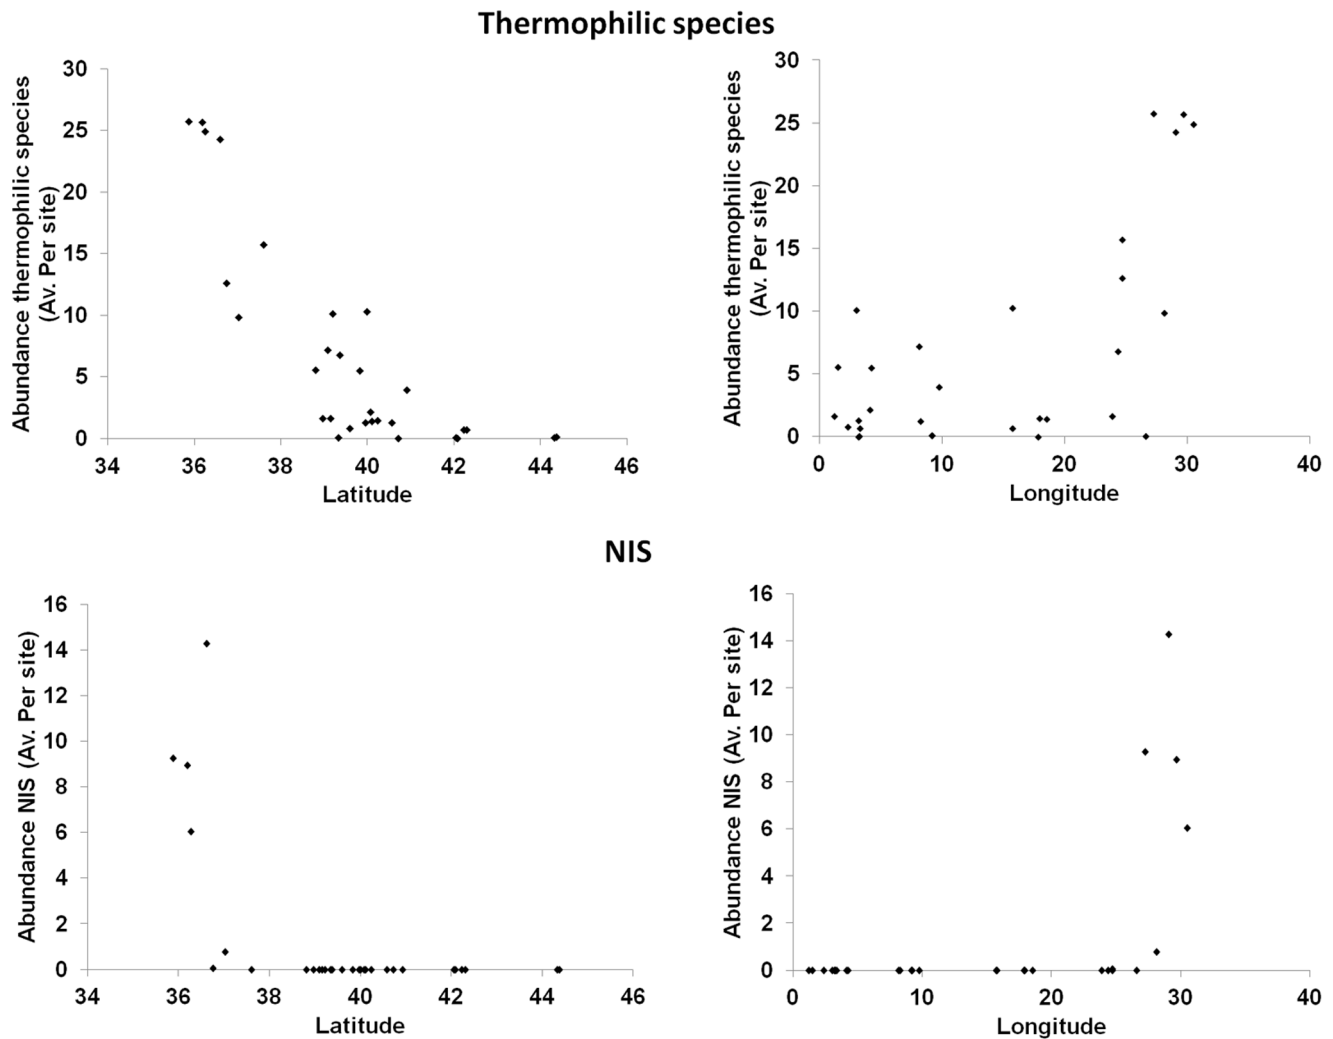 Thermophilic species
Abundance thermophilic species
(Av. Per site)
30
25
20
15
10
5
0
34 36 38 40 42 44 46
Latitude
Abundance thermophilic species
(Av. Per site)
30
25
20
15
10
5
0
0 10 20 30 40
Longitude
NIS
Abundance NIS (Av. Per site)
16
14
12
10
8
6
4
2
0
34 36 38 40 42 44 46
Latitude
Abundance NIS (Av. Per site)
16
14
12
10
8
6
4
2
0
0 10 20 30 40
Longitude